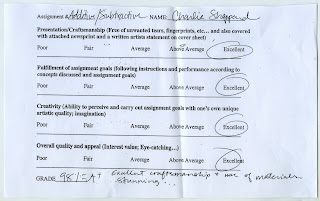 Assignment # Additive/Subtractive NAME: Charlie Sheppard
Presentation/Craftsmanship (Free of unwanted tears, fingerprints, etc... and also covered
with attached newsprint and a written artists statement on cover sheet)
Poor Fair Average Above Average Excellent
Fulfillment of assignment goals (following instructions and performance according to
concepts discussed and assignment goals)
Poor Fair Average Above Average Excellent
Creativity (Ability to perceive and carry out assignment goals with one's own unique
artistic quality; imagination)
Poor Fair Average Above Average Excellent
Overall quality and appeal (Interest value; Eye-catching...)
Poor Fair Average Above Average Excellent
GRADE: 98/5A+ Excellent craftsmanship + use of materials
stunning...